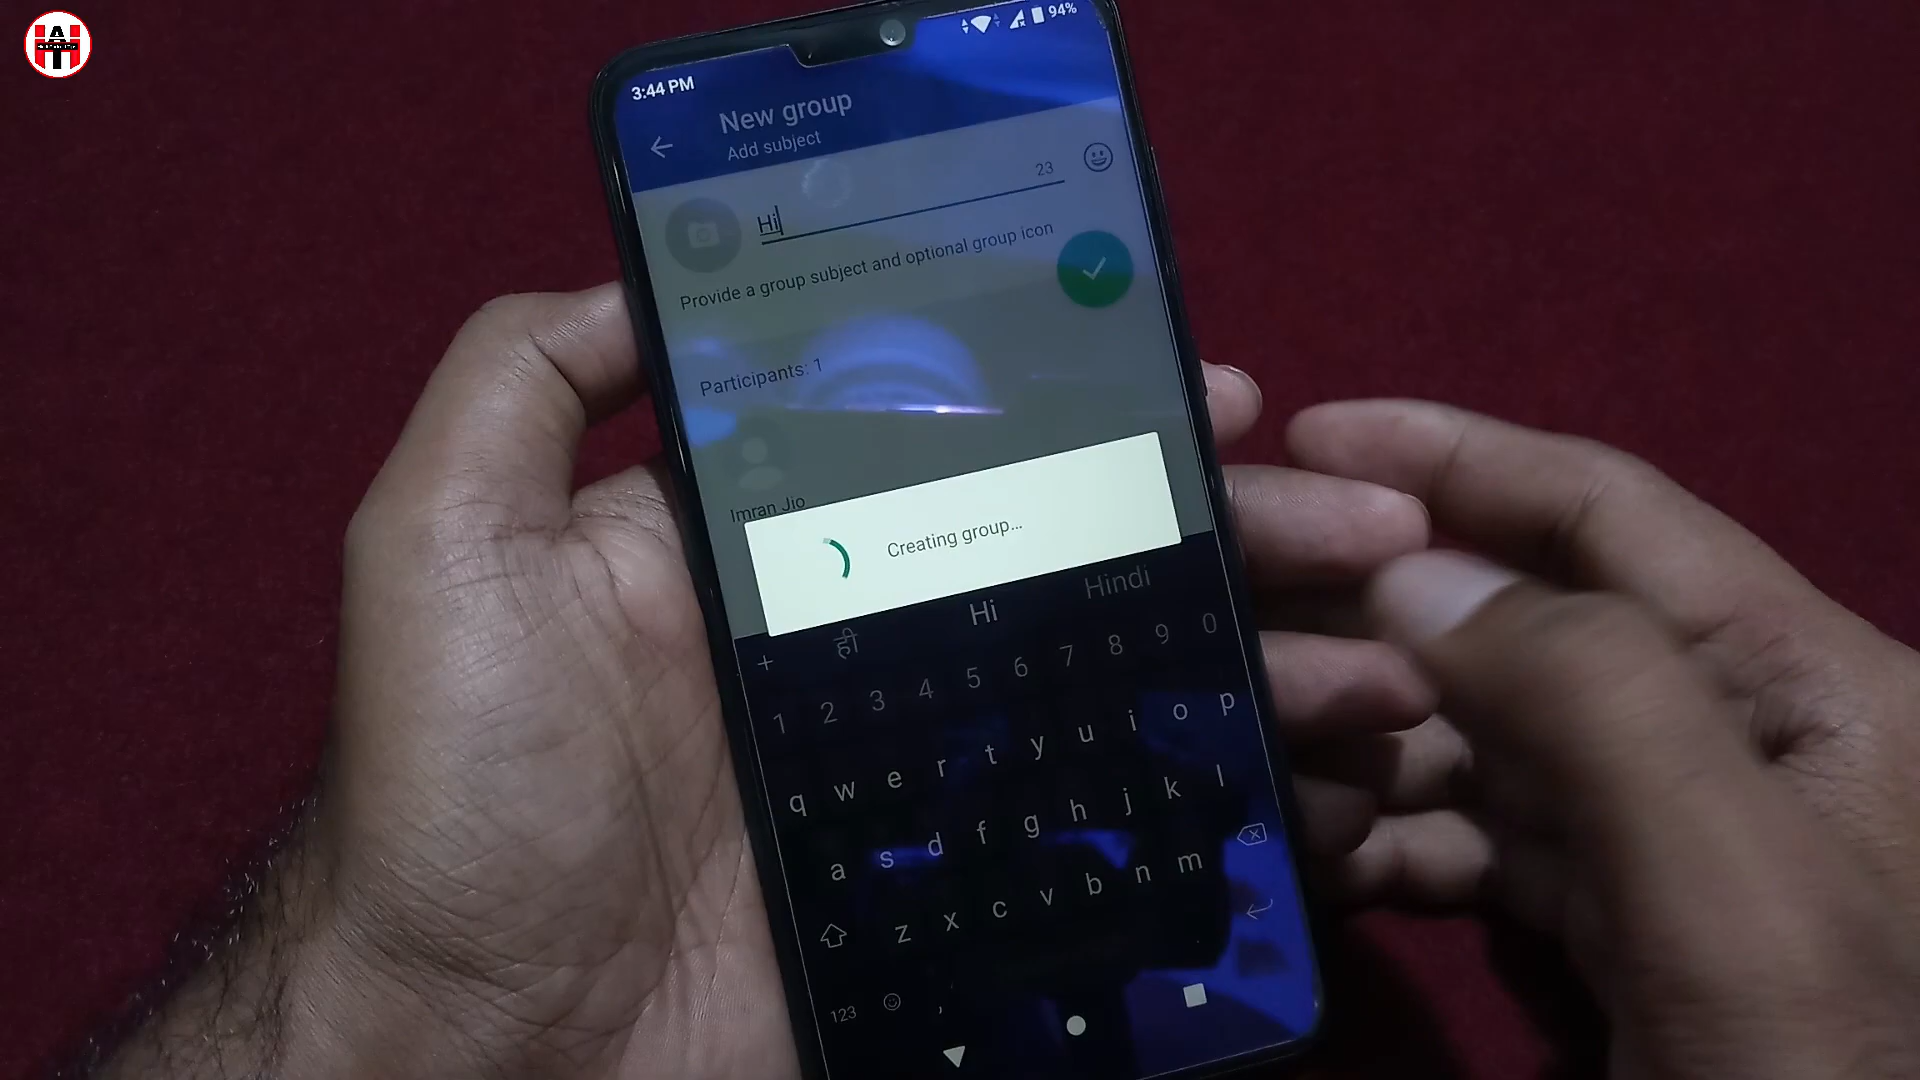 3:44 PM
94%
New group
Add subject
Hi
23
Provide a group subject and optional group icon
Participants: 1
Imran Jio
Creating group...
+ ही Hi Hindi
1 2 3 4 5 6 7 8 9 0
q w e r t y u i o p
a s d f g h j k l
z x c v b n m
123 ,